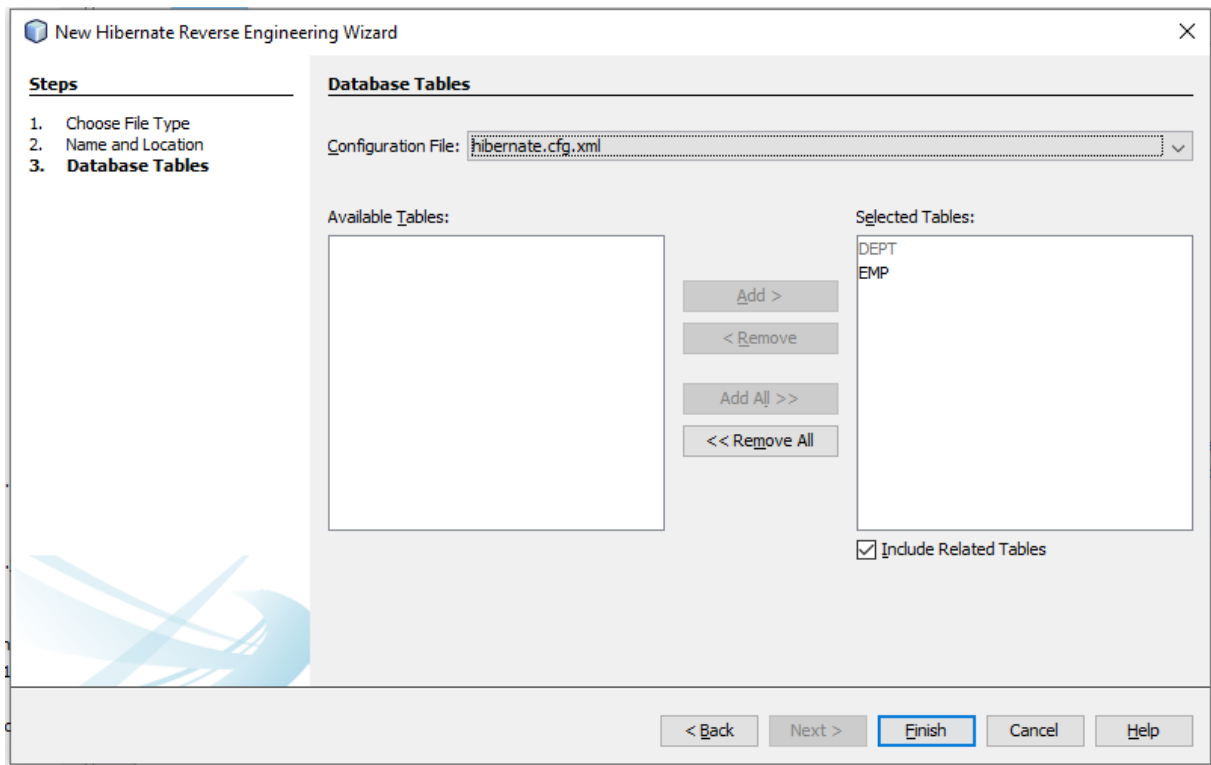 New Hibernate Reverse Engineering Wizard
Steps
1. Choose File Type
2. Name and Location
3. Database Tables
Database Tables
Configuration File: hibernate.cfg.xml
Available Tables:
Selected Tables:
DEPT
EMP
Add >
< Remove
Add All >>
<< Remove All
Include Related Tables
< Back
Next >
Finish
Cancel
Help